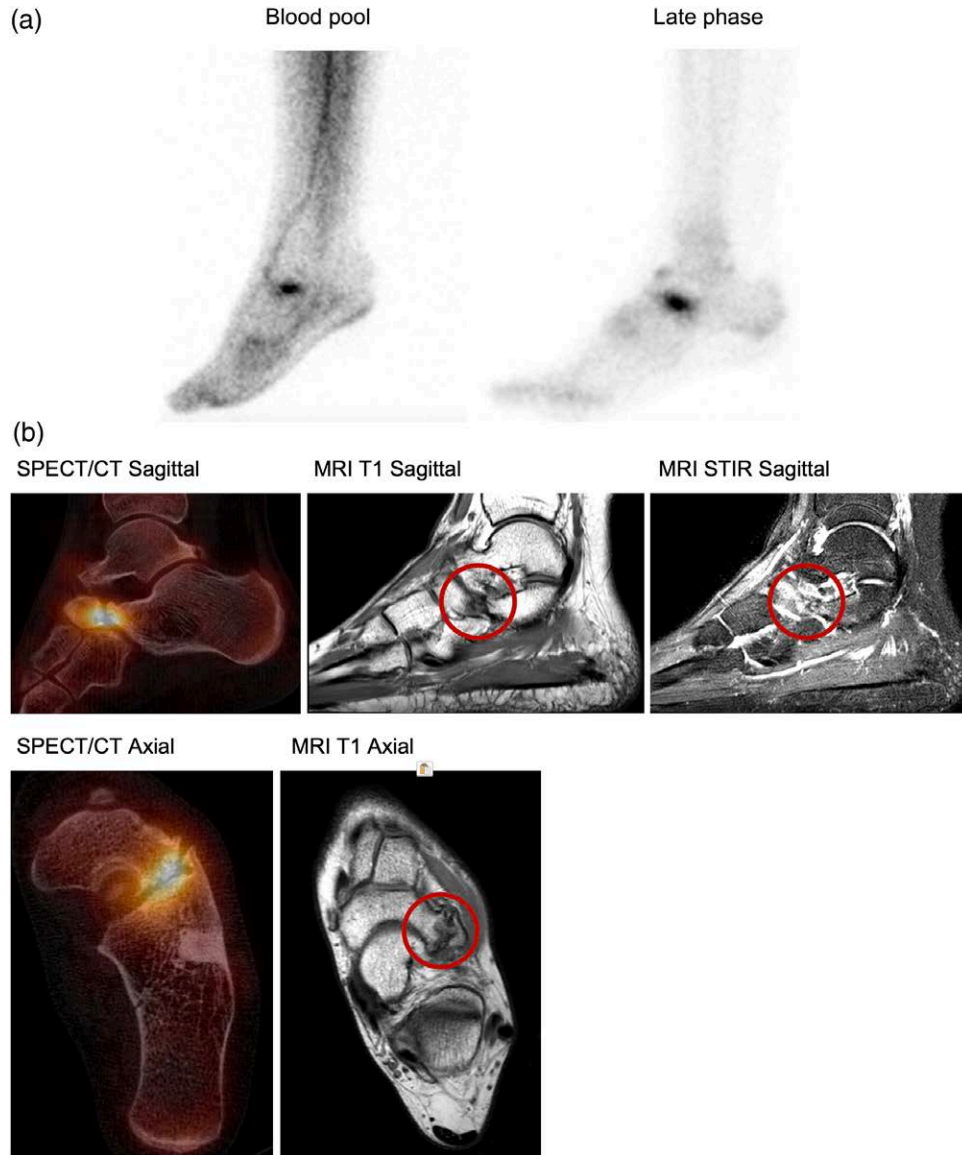 (a)
Blood pool
Late phase
(b)
SPECT/CT Sagittal
MRI T1 Sagittal
MRI STIR Sagittal
SPECT/CT Axial
MRI T1 Axial